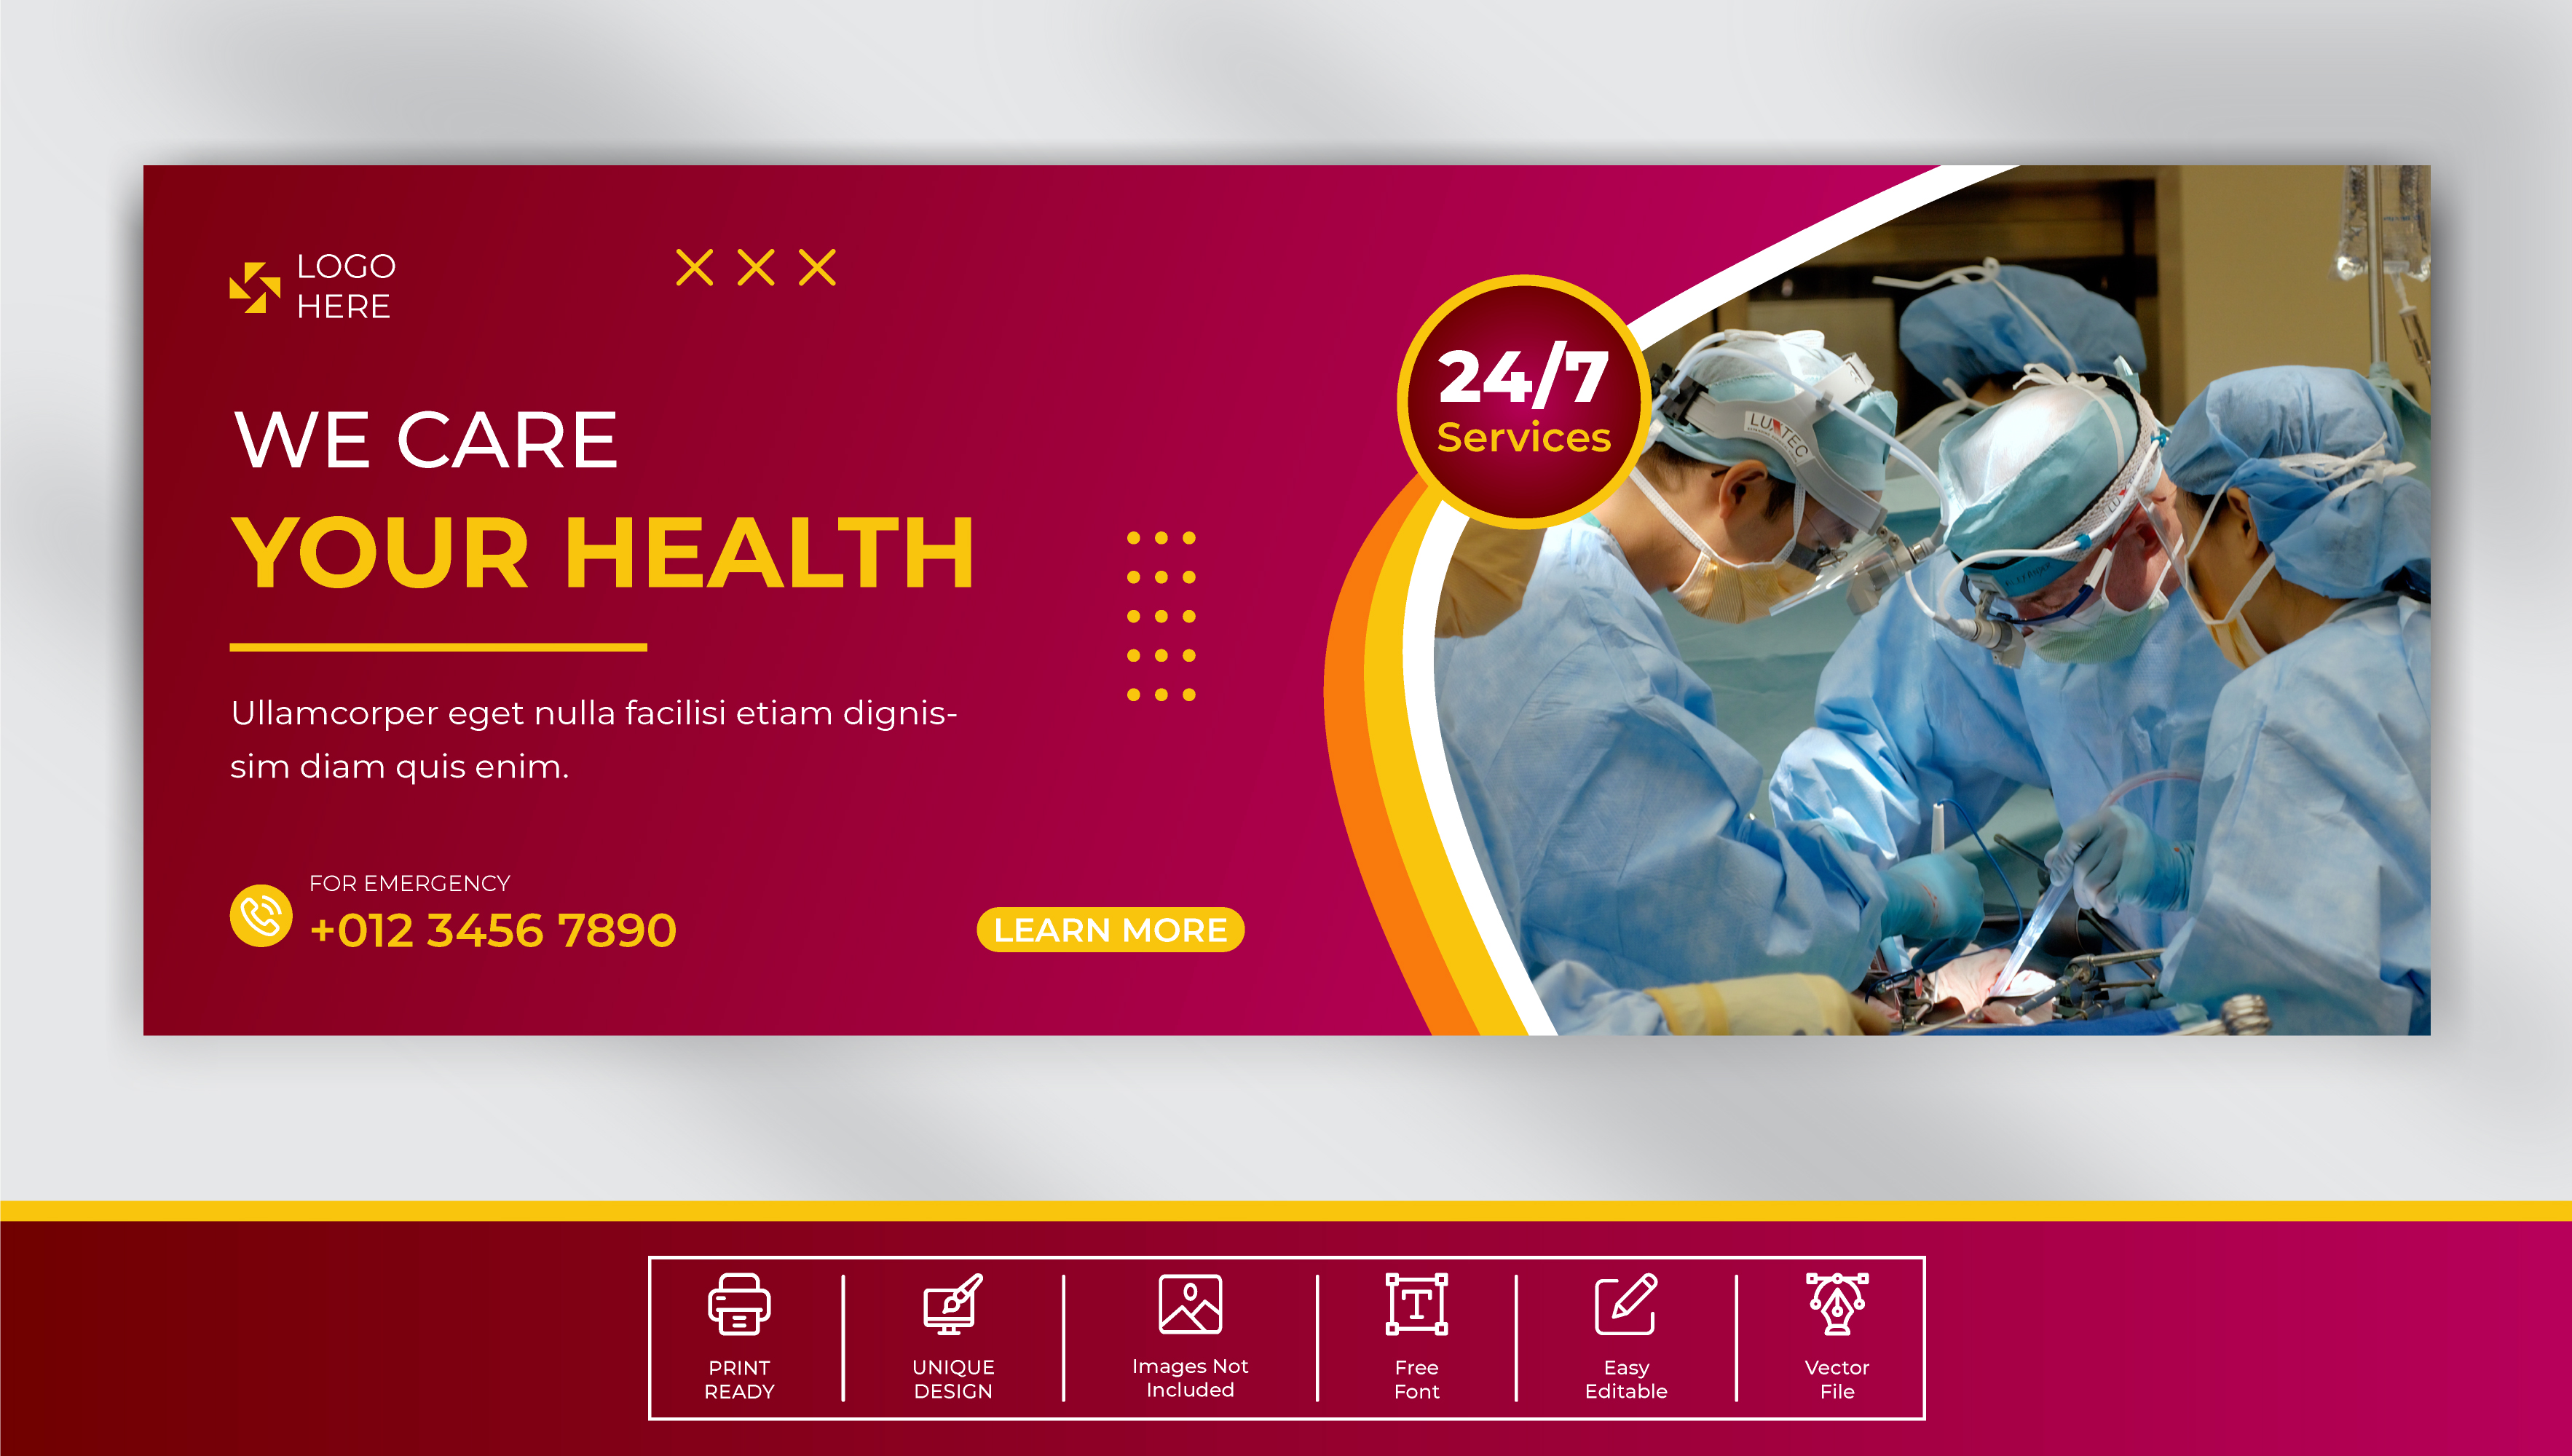 LOGO
HERE
WE CARE
YOUR HEALTH
Ullamcorper eget nulla facilisi etiam dignis-
sim diam quis enim.
FOR EMERGENCY
+012 3456 7890
LEARN MORE
24/7
Services
LUXTEC
PRINT
READY
UNIQUE
DESIGN
Images Not
Included
Free
Font
Easy
Editable
Vector
File